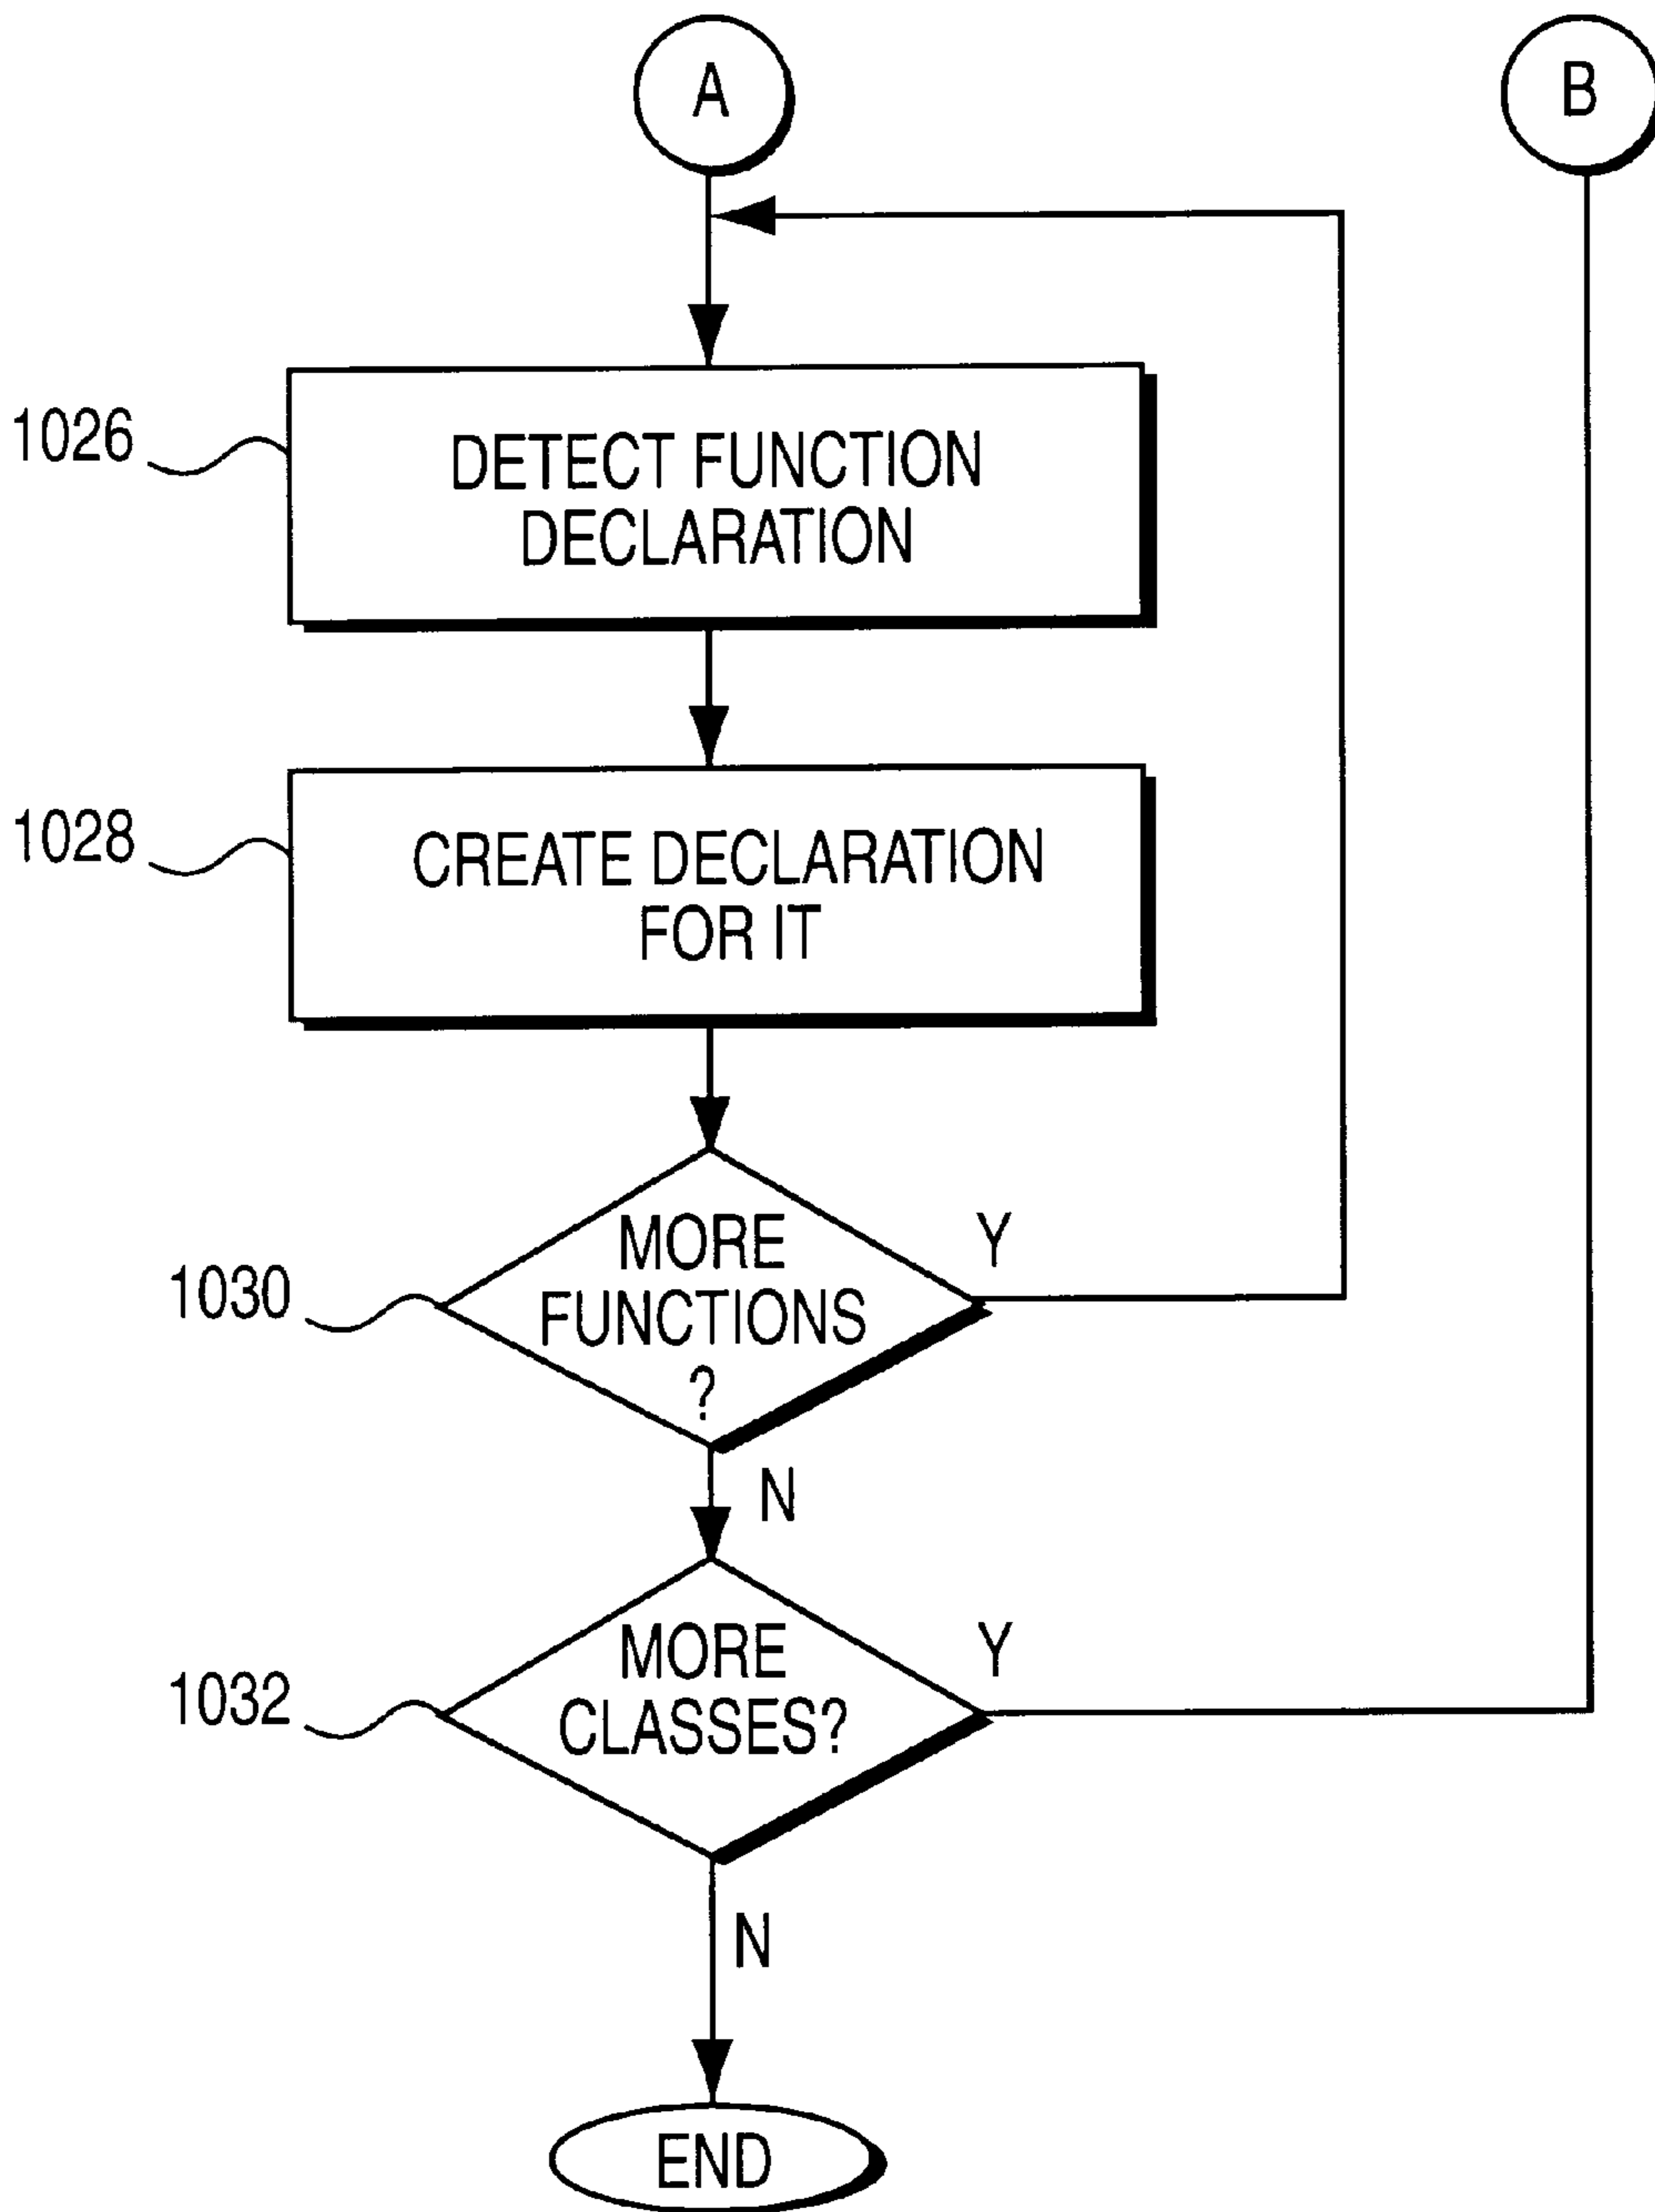 A
B
1026
DETECT FUNCTION
DECLARATION
1028
CREATE DECLARATION
FOR IT
1030
MORE
FUNCTIONS
?
Y
N
1032
MORE
CLASSES?
Y
N
END